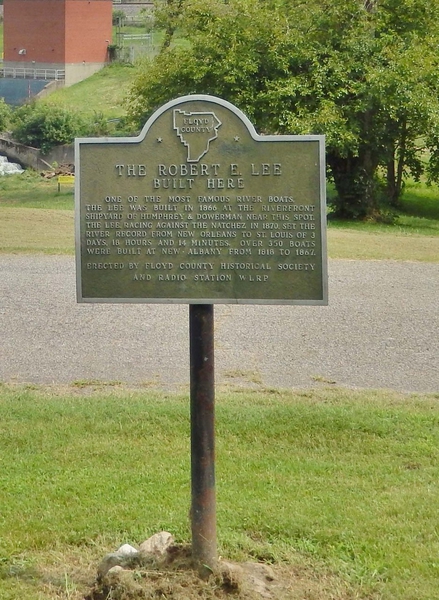 FLOYD
COUNTY
THE ROBERT E. LEE
BUILT HERE
ONE OF THE MOST FAMOUS RIVER BOATS,
THE LEE WAS BUILT IN 1866 AT THE RIVERFRONT
SHIPYARD OF HUMPHREY & DOWERMAN NEAR THIS SPOT.
THE LEE RACING AGAINST THE NATCHEZ IN 1870 SET THE
RIVER RECORD FROM NEW ORLEANS TO ST. LOUIS OF 3
DAYS, 18 HOURS AND 14 MINUTES. OVER 350 BOATS
WERE BUILT AT NEW ALBANY FROM 1818 TO 1867.
ERECTED BY FLOYD COUNTY HISTORICAL SOCIETY
AND RADIO STATION WLRP